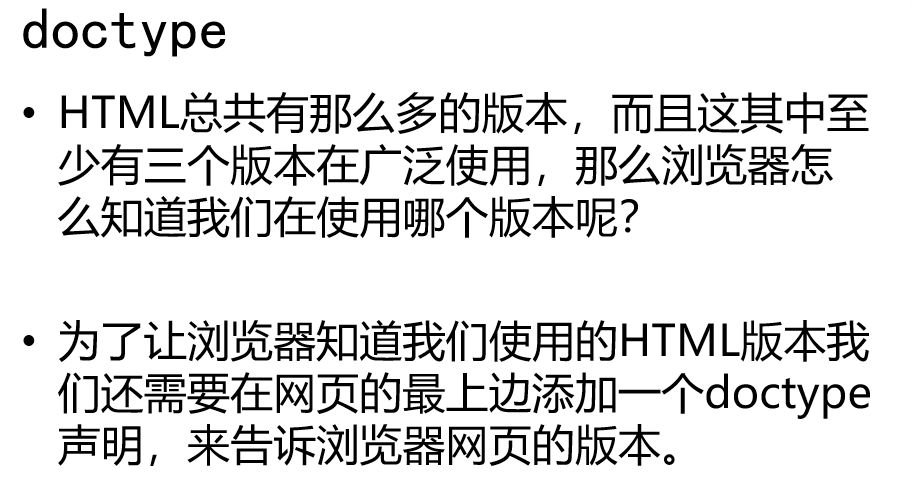 doctype
• HTML总共有那么多的版本，而且这其中至
少有三个版本在广泛使用，那么浏览器怎
么知道我们在使用哪个版本呢？
• 为了让浏览器知道我们使用的HTML版本我
们还需要在网页的最上边添加一个doctype
声明，来告诉浏览器网页的版本。